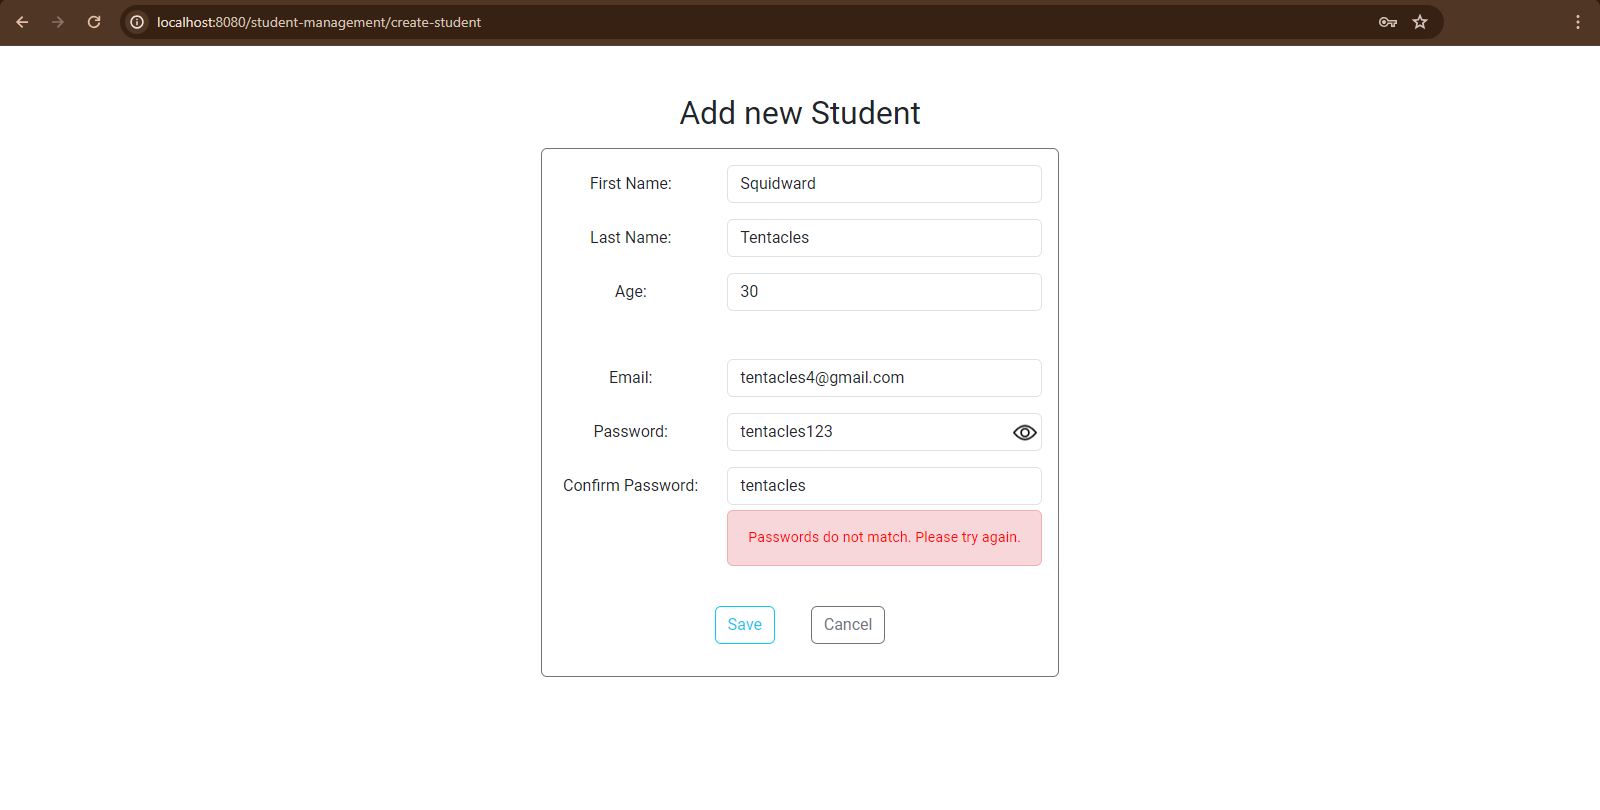 localhost:8080/student-management/create-student
Add new Student
First Name: Squidward
Last Name: Tentacles
Age: 30
Email: tentacles4@gmail.com
Password: tentacles123
Confirm Password: tentacles
Passwords do not match. Please try again.
Save Cancel